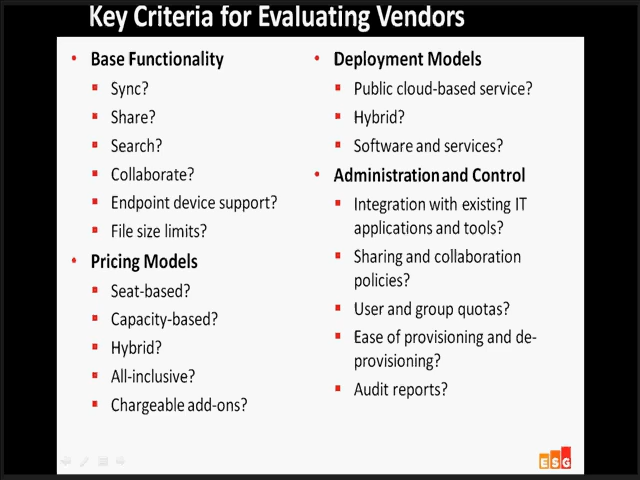 Key Criteria for Evaluating Vendors
• Base Functionality
▪ Sync?
▪ Share?
▪ Search?
▪ Collaborate?
▪ Endpoint device support?
▪ File size limits?
• Pricing Models
▪ Seat-based?
▪ Capacity-based?
▪ Hybrid?
▪ All-inclusive?
▪ Chargeable add-ons?
• Deployment Models
▪ Public cloud-based service?
▪ Hybrid?
▪ Software and services?
• Administration and Control
▪ Integration with existing IT
applications and tools?
▪ Sharing and collaboration
policies?
▪ User and group quotas?
▪ Ease of provisioning and de-
provisioning?
▪ Audit reports?
ESG